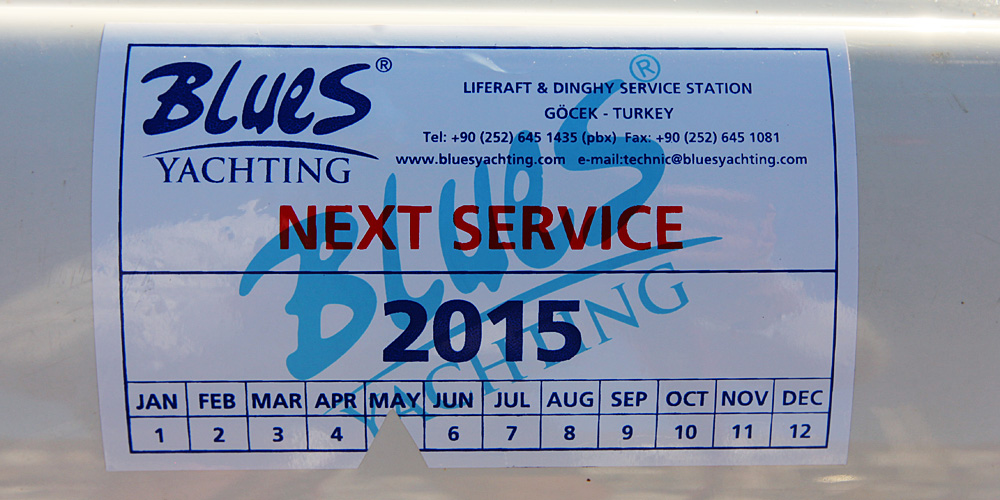 BLUES®
YACHTING
LIFERAFT & DINGHY SERVICE STATION
GÖCEK - TURKEY
Tel: +90 (252) 645 1435 (pbx) Fax: +90 (252) 645 1081
www.bluesyachting.com e-mail:technic@bluesyachting.com
BLUES®
YACHTING
NEXT SERVICE
2015
JAN FEB MAR APR MAY JUN JUL AUG SEP OCT NOV DEC
1 2 3 4 6 7 8 9 10 11 12